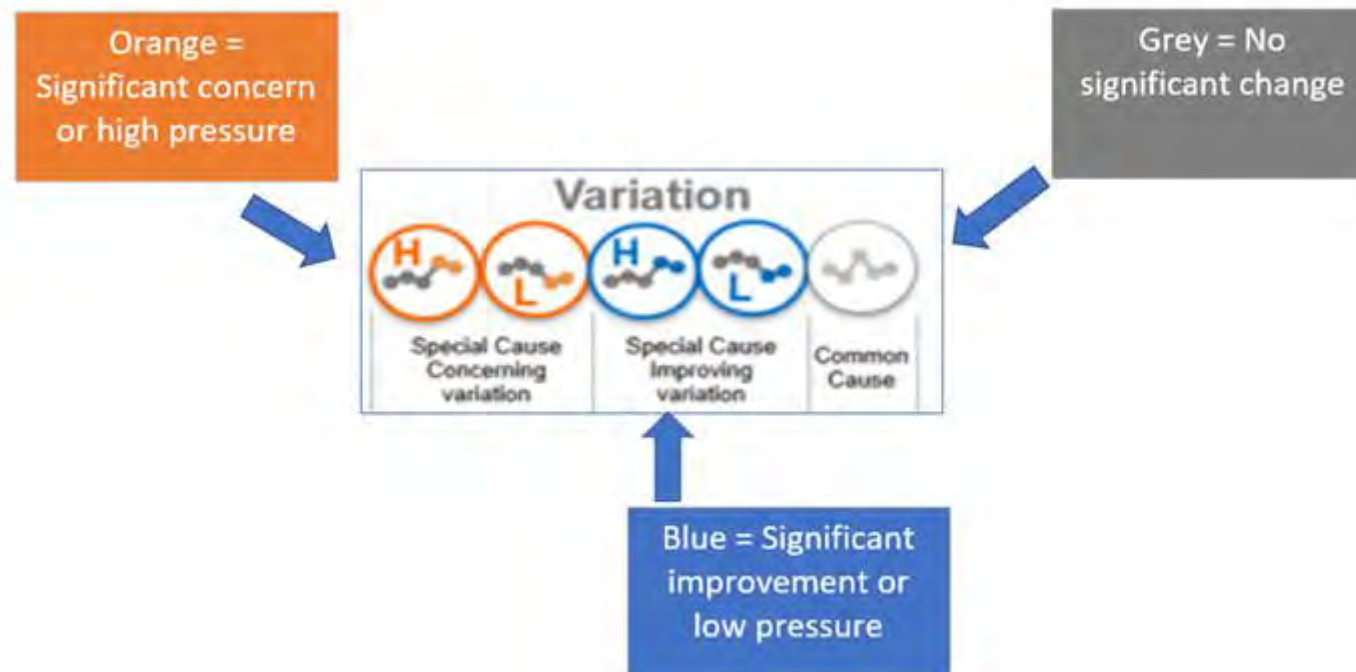 Orange =
Significant concern
or high pressure
Grey = No
significant change
Variation
H
L
H
L
Special Cause
Concerning
variation
Special Cause
Improving
variation
Common
Cause
Blue = Significant
improvement or
low pressure